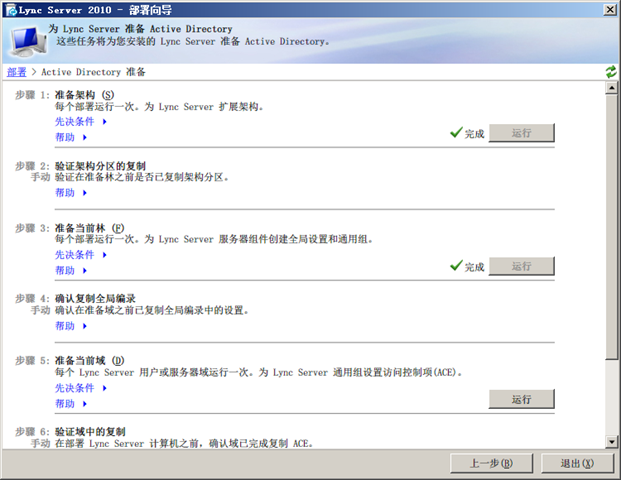 Lync Server 2010 - 部署向导
为 Lync Server 准备 Active Directory
这些任务将为您安装的 Lync Server 准备 Active Directory。
部署 > Active Directory 准备
步骤 1: 准备架构 (S)
每个部署运行一次。为 Lync Server 扩展架构。
先决条件
帮助
完成 运行
步骤 2: 验证架构分区的复制
手动 验证在准备林之前是否已复制架构分区。
帮助
步骤 3: 准备当前林 (F)
每个部署运行一次。为 Lync Server 服务器组件创建全局设置和通用组。
先决条件
帮助
完成 运行
步骤 4: 确认复制全局编录
手动 确认在准备域之前已复制全局编录中的设置。
帮助
步骤 5: 准备当前域 (D)
每个 Lync Server 用户或服务器域运行一次。为 Lync Server 通用组设置访问控制项(ACE)。
先决条件
帮助
运行
步骤 6: 验证域中的复制
手动 在部署 Lync Server 计算机之前，确认域已完成复制 ACE。
上一步(B) 退出(X)